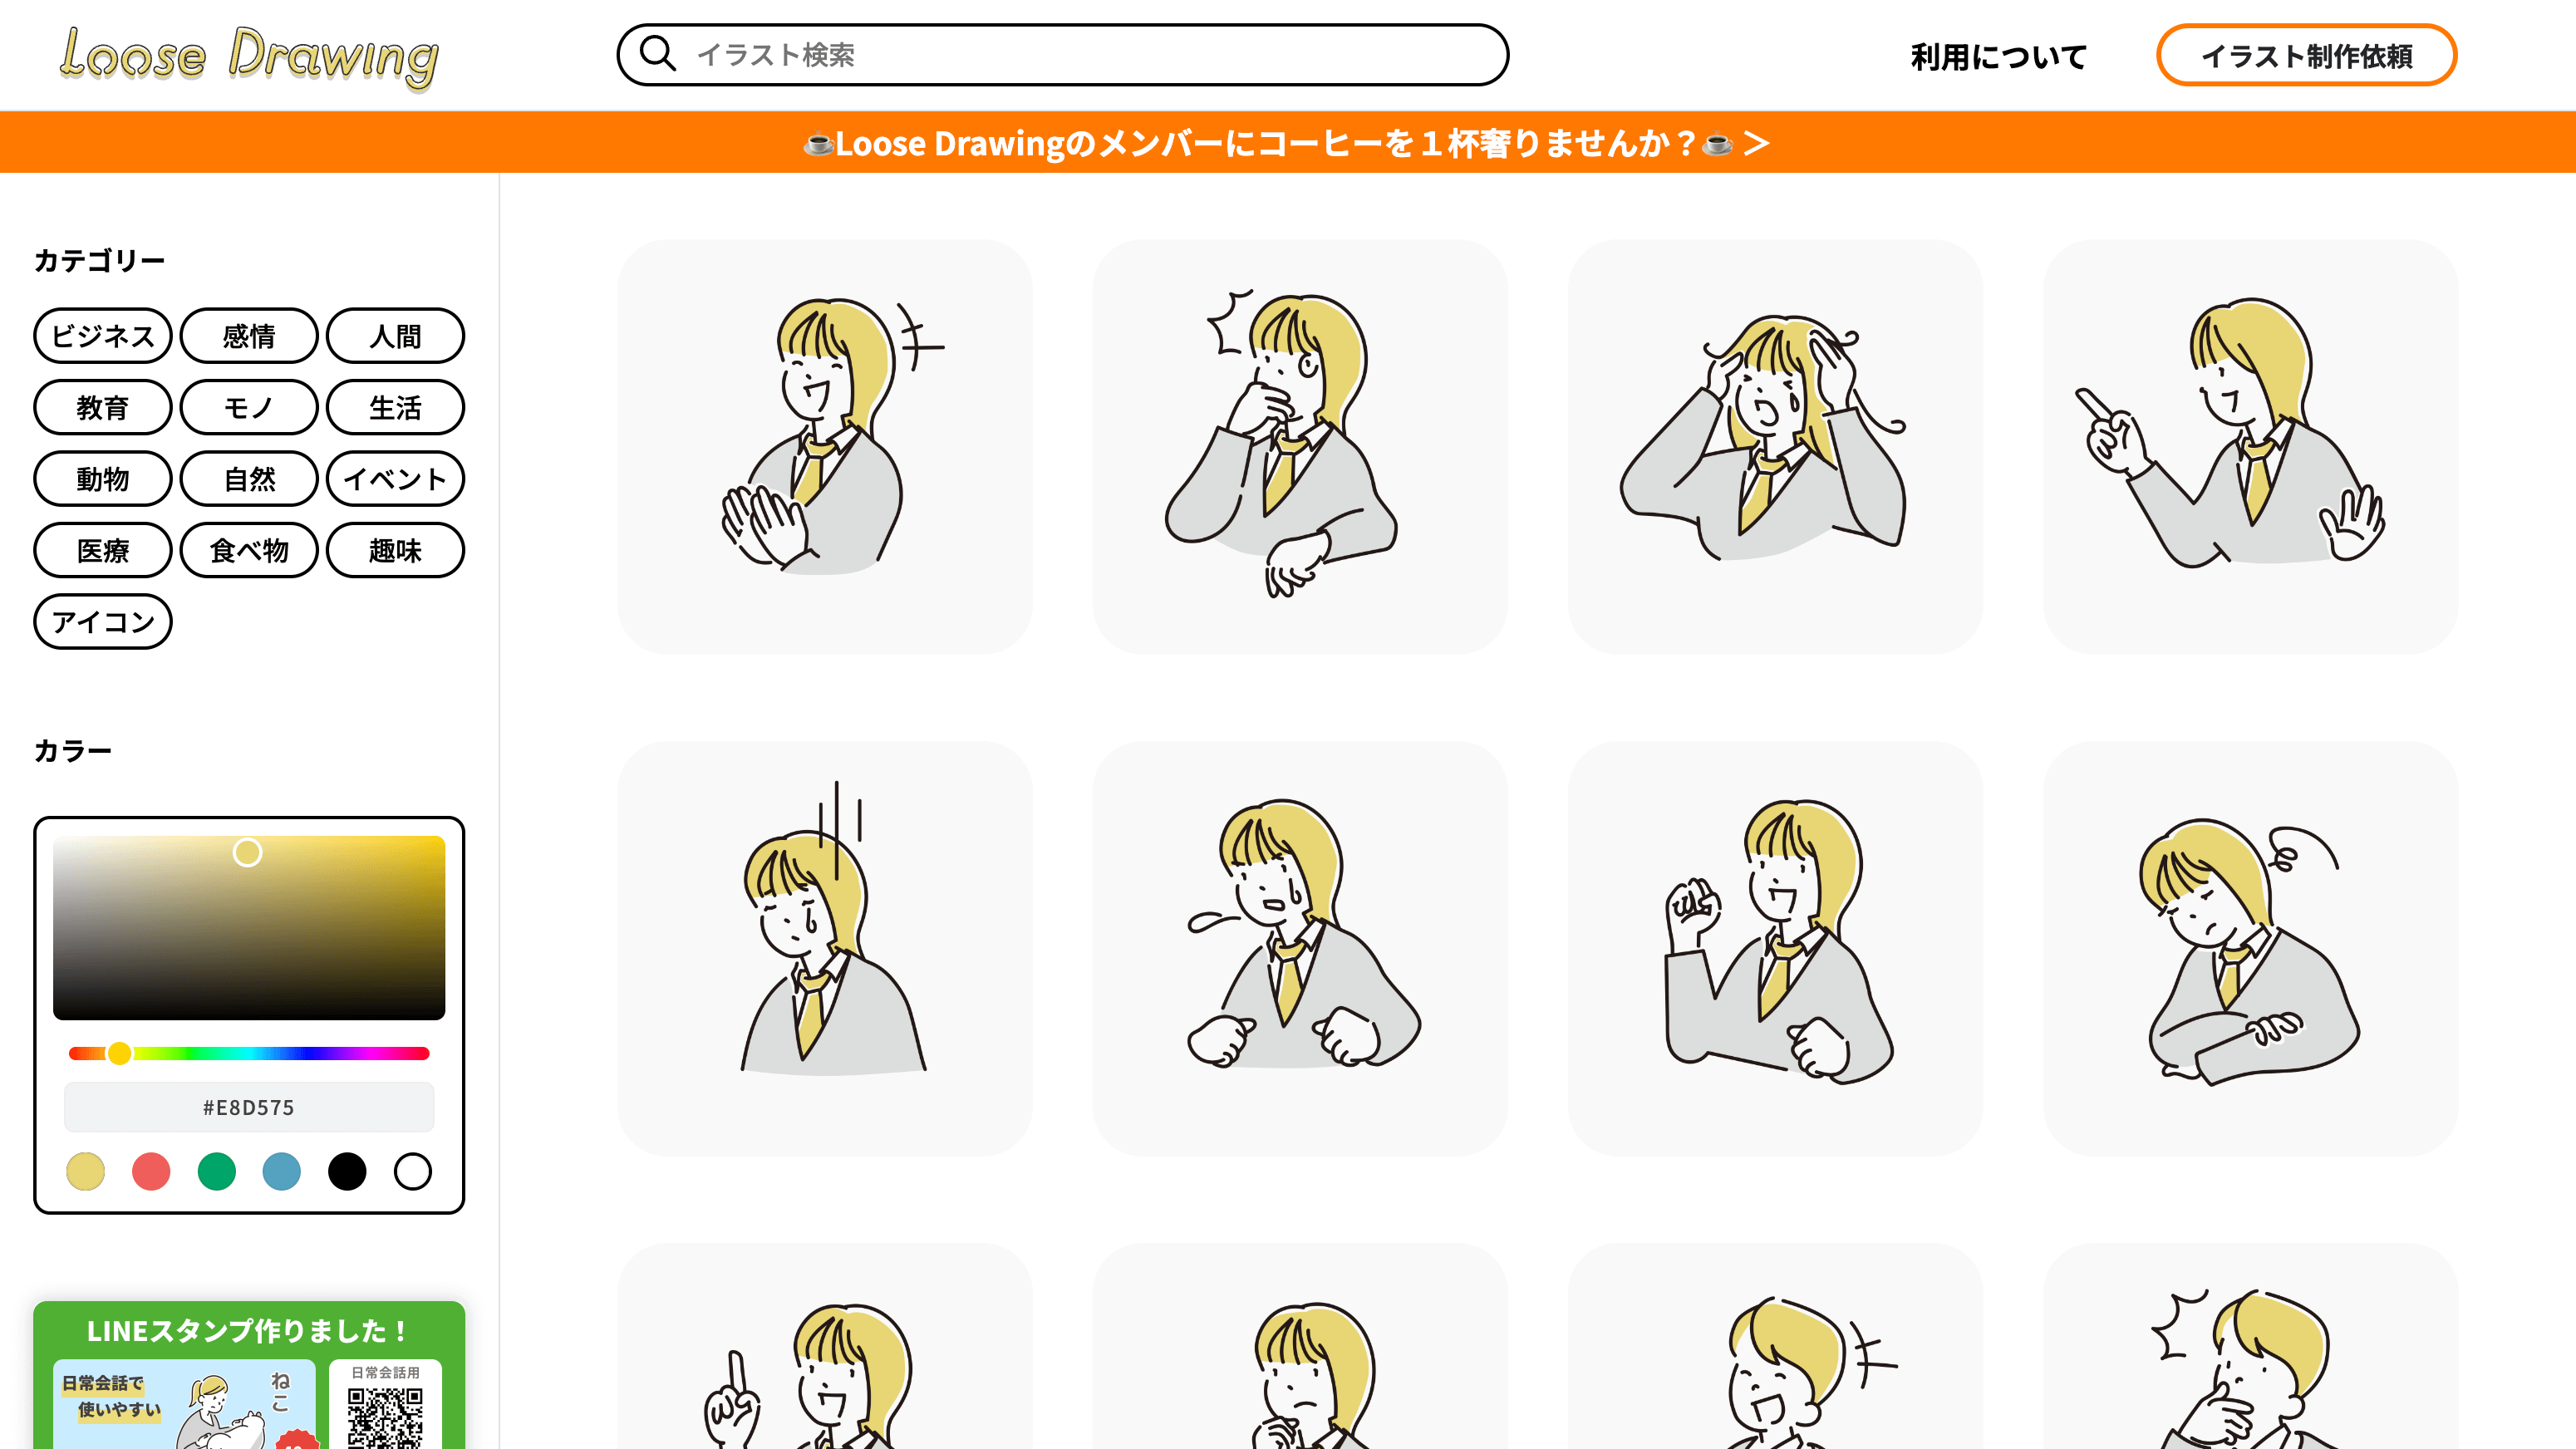 Loose Drawing
イラスト検索
利用について
イラスト制作依頼
☕Loose Drawingのメンバーにコーヒーを１杯奢りませんか？☕ ＞
カテゴリー
ビジネス 感情 人間
教育 モノ 生活
動物 自然 イベント
医療 食べ物 趣味
アイコン
カラー
#E8D575
LINEスタンプ作りました！
日常会話で
使いやすい
ねこ
日常会話用